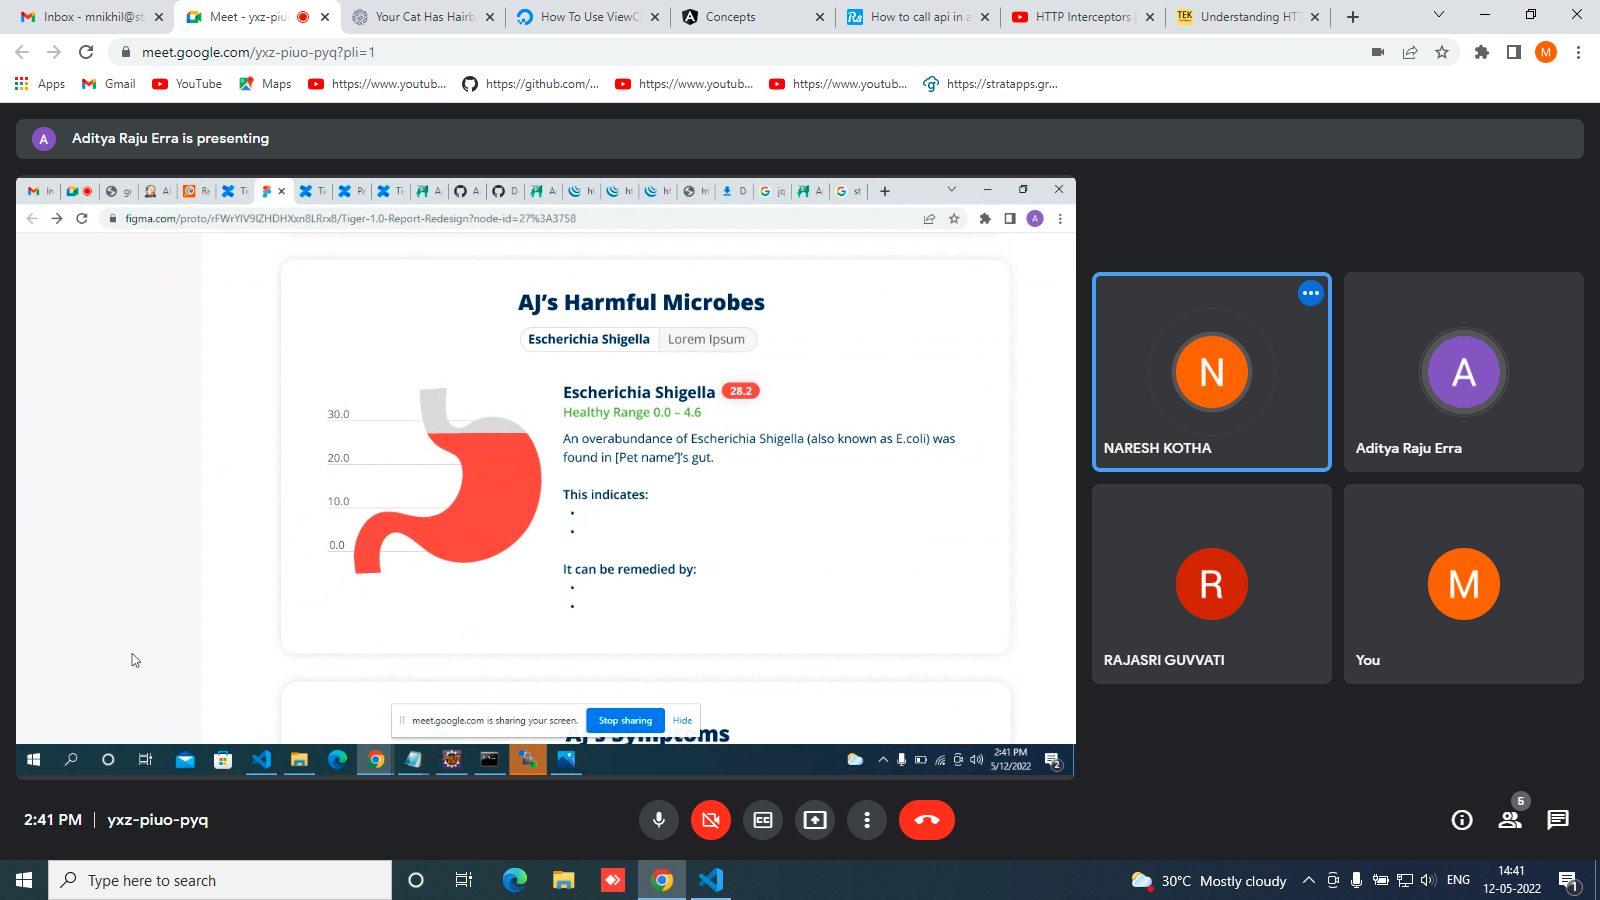 Inbox - mnikhil@st
Meet - yxz-piuo
Your Cat Has Hairb
How To Use ViewC
Concepts
How to call api in a
HTTP Interceptors
Understanding HT
meet.google.com/yxz-piuo-pyq?pli=1
M
Apps
Gmail
YouTube
Maps
https://www.youtub...
https://github.com/...
https://www.youtub...
https://www.youtub...
https://stratapps.gr...
A
Aditya Raju Erra is presenting
figma.com/proto/rFWrYlV9IZHDHXxn8LRrx8/Tiger-1.0-Report-Redesign?node-id=27%3A3758
A
AJ's Harmful Microbes
Escherichia Shigella
Lorem Ipsum
Escherichia Shigella 28.2
Healthy Range 0.0 – 4.6
An overabundance of Escherichia Shigella (also known as E.coli) was
found in [Pet name']'s gut.
This indicates:
It can be remedied by:
30.0
20.0
10.0
0.0
meet.google.com is sharing your screen.
Stop sharing
Hide
AJ's Symptoms
2:41 PM
5/12/2022
2
N
NARESH KOTHA
A
Aditya Raju Erra
R
RAJASRI GUVVATI
M
You
2:41 PM | yxz-piuo-pyq
5
Type here to search
30°C Mostly cloudy
ENG
14:41
12-05-2022
1